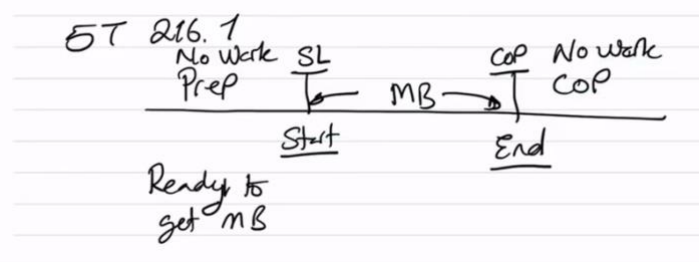 5T 216.1
No Work SL COP No Work
Prep MB COP
Start End
Ready to
get MB